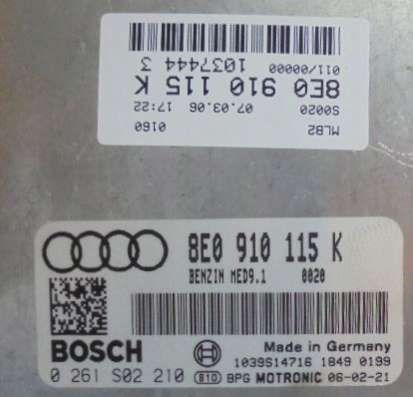 MLB2 0160
S0020 07.03.06 17:22
8E0 910 115 K
011/00000 1037444 3
8E0 910 115 K
BENZIN MED9.1 0020
BOSCH Made in Germany
1039S14716 1849 0199
0 261 S02 210 B10 BPG MOTRONIC 06-02-21